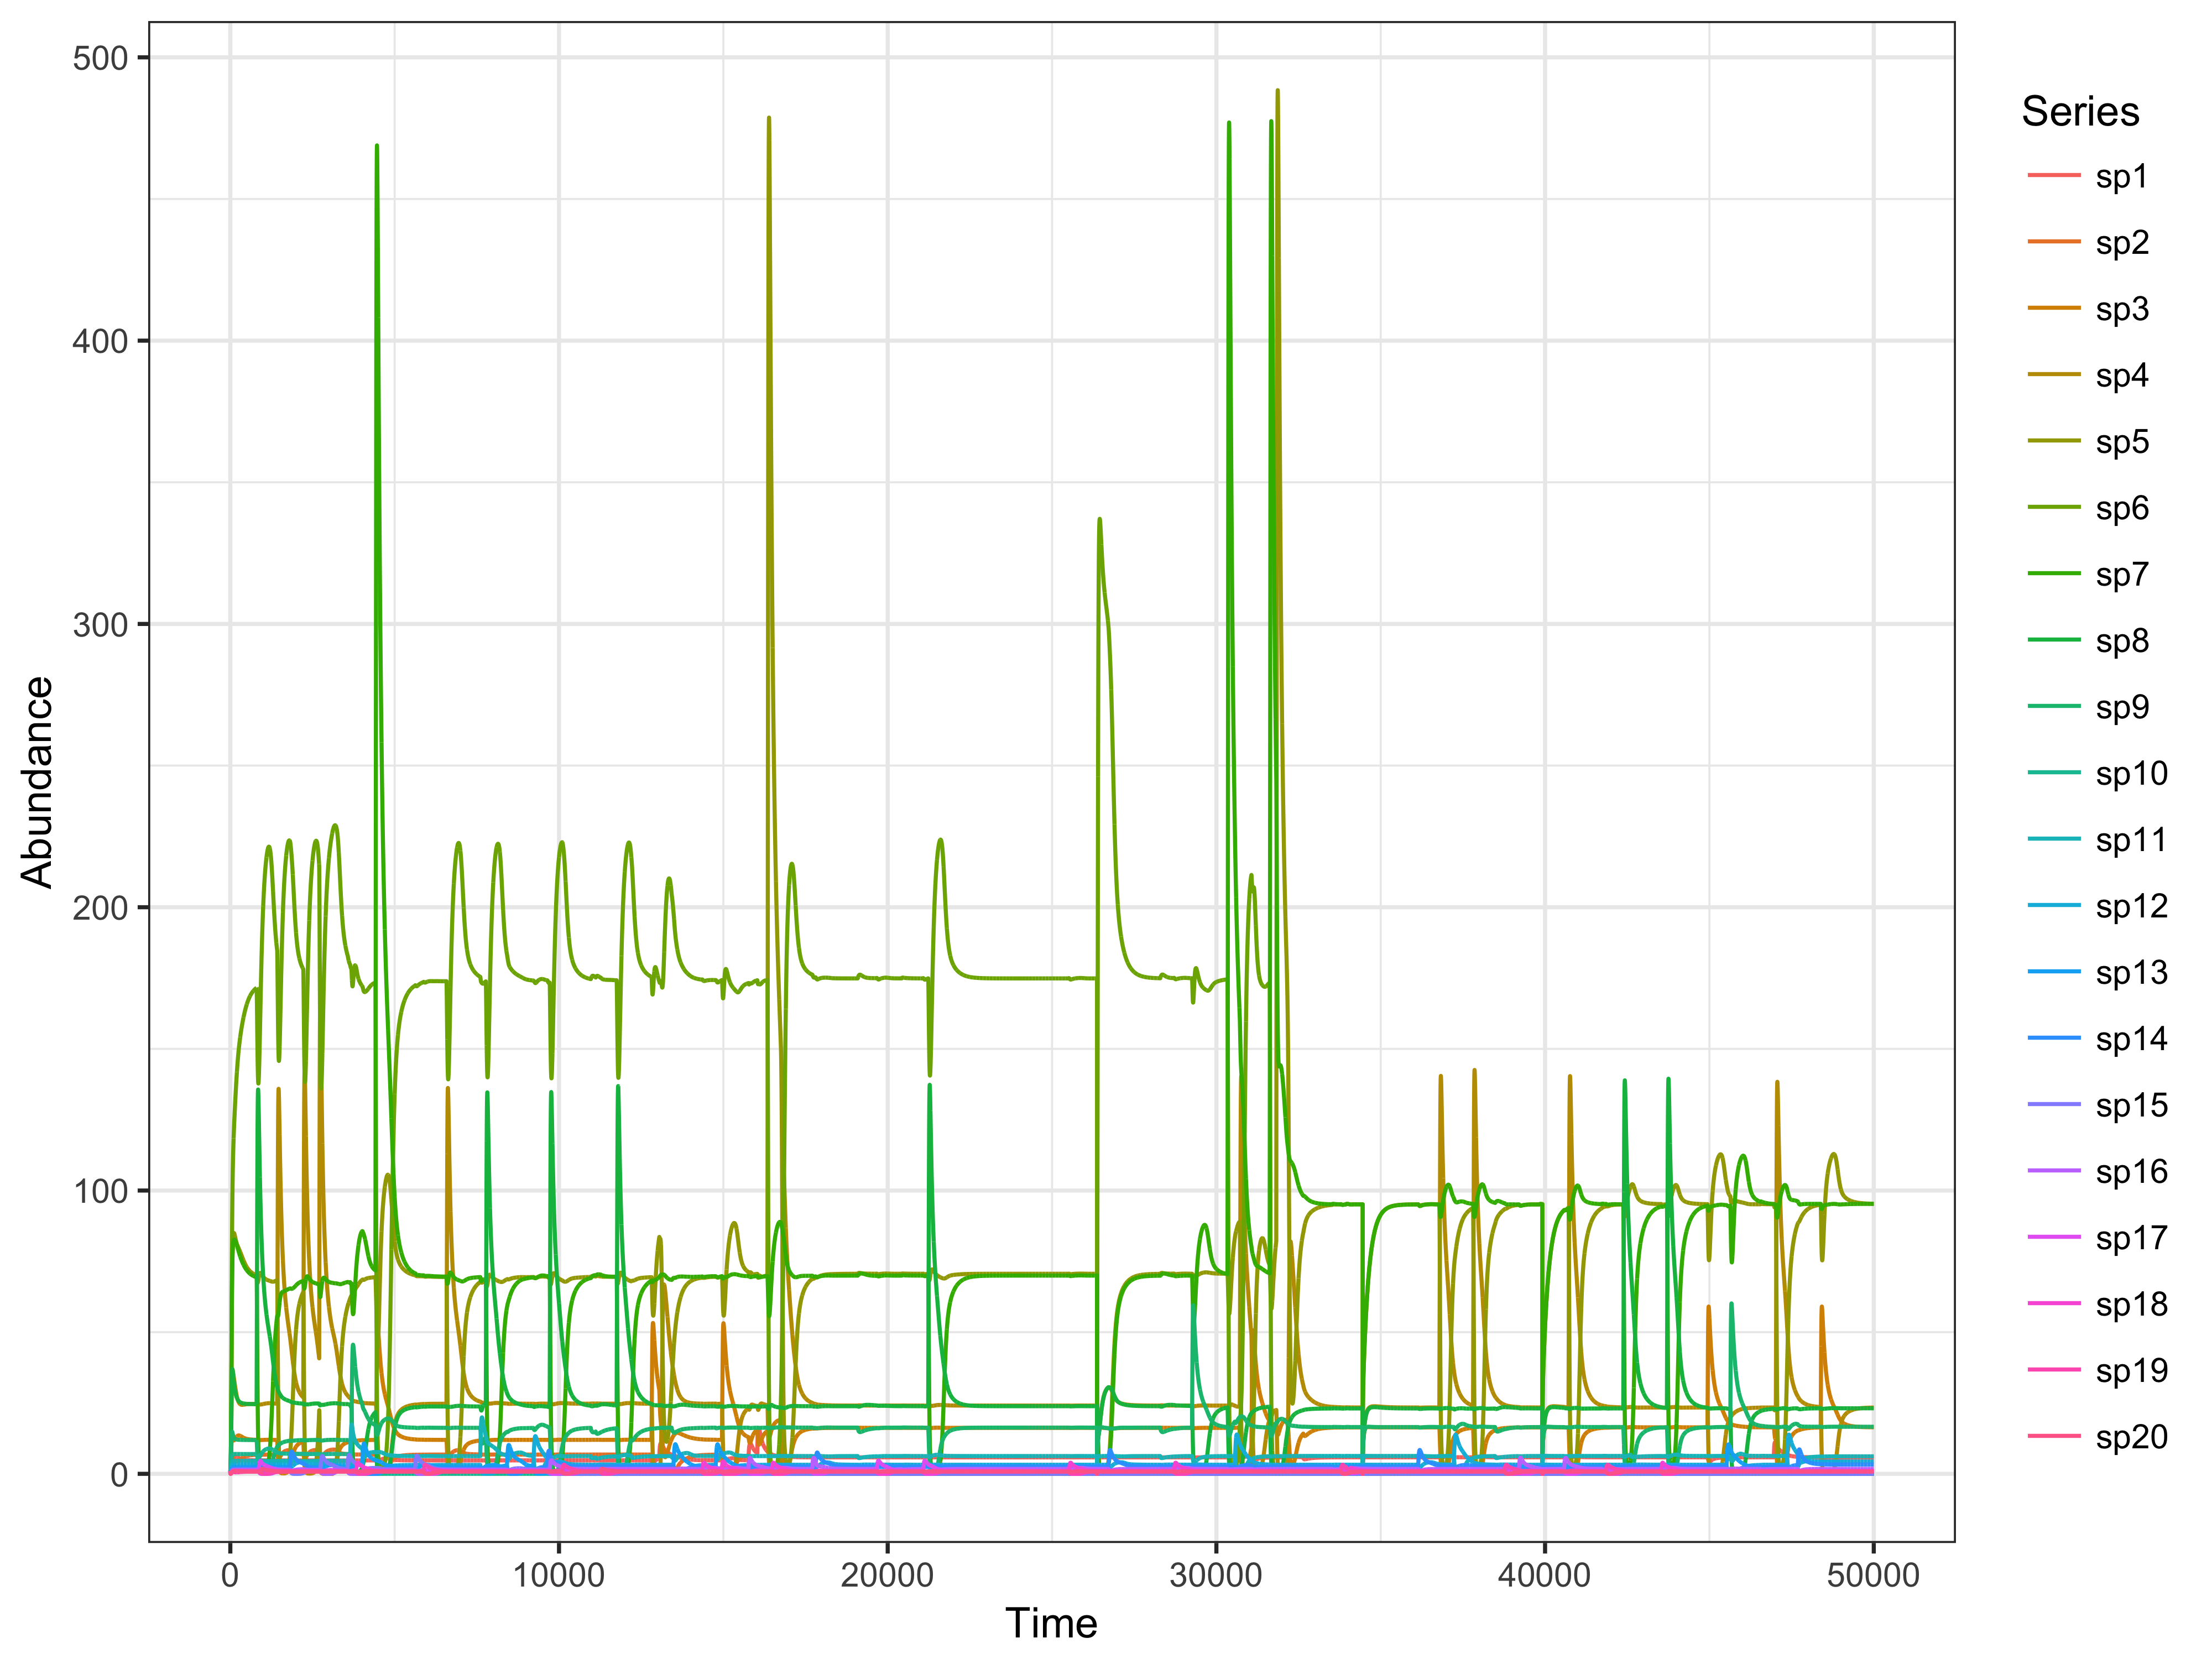 500
400
300
200
100
0
Abundance
0 10000 20000 30000 40000 50000
Time
Series
sp1
sp2
sp3
sp4
sp5
sp6
sp7
sp8
sp9
sp10
sp11
sp12
sp13
sp14
sp15
sp16
sp17
sp18
sp19
sp20